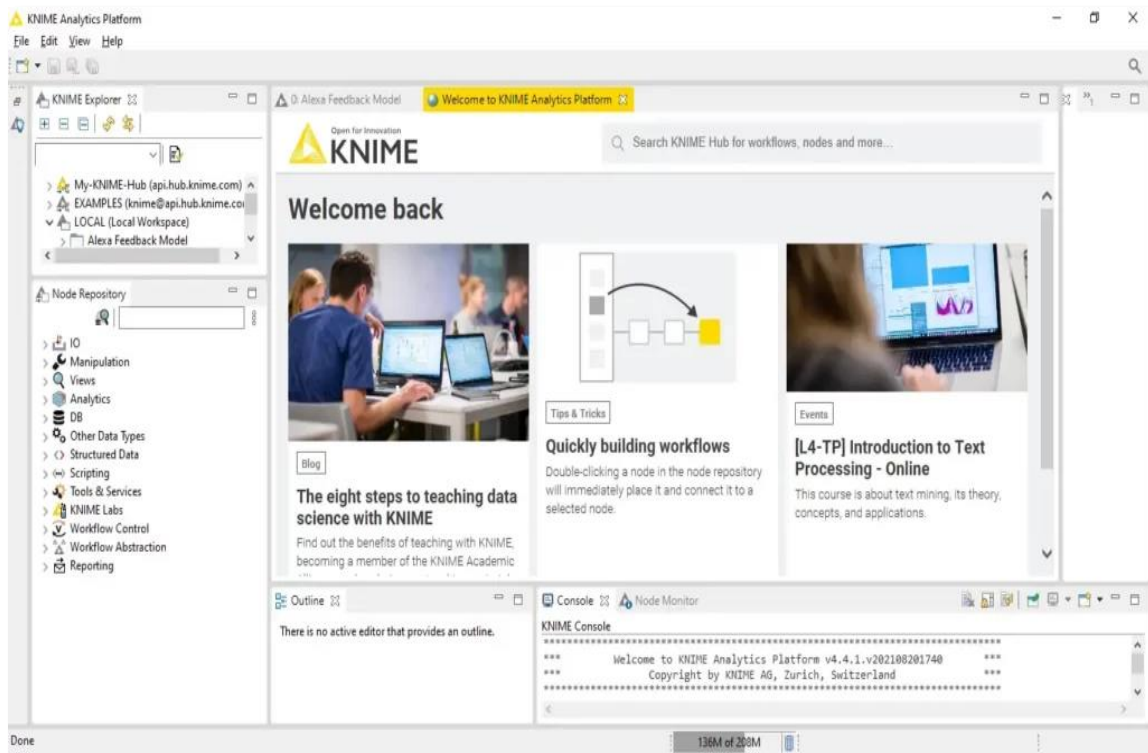 KNIME Analytics Platform
File Edit View Help
KNIME Explorer
My-KNIME-Hub (api.hub.knime.com)
EXAMPLES (knime@api.hub.knime.co
LOCAL (Local Workspace)
Alexa Feedback Model
Node Repository
IO
Manipulation
Views
Analytics
DB
Other Data Types
Structured Data
Scripting
Tools & Services
KNIME Labs
Workflow Control
Workflow Abstraction
Reporting
0: Alexa Feedback Model
Welcome to KNIME Analytics Platform
Open for Innovation
KNIME
Search KNIME Hub for workflows, nodes and more...
Welcome back
Blog
The eight steps to teaching data
science with KNIME
Find out the benefits of teaching with KNIME,
becoming a member of the KNIME Academic
Tips & Tricks
Quickly building workflows
Double-clicking a node in the node repository
will immediately place it and connect it to a
selected node.
Events
[L4-TP] Introduction to Text
Processing - Online
This course is about text mining, its theory,
concepts, and applications.
Outline
There is no active editor that provides an outline.
Console Node Monitor
KNIME Console
*** Welcome to KNIME Analytics Platform v4.4.1.v202108201740 ***
*** Copyright by KNIME AG, Zurich, Switzerland ***
Done
136M of 208M